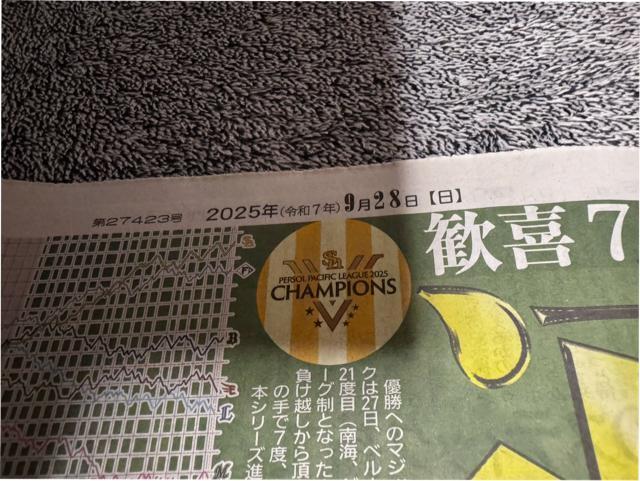 第27423号 2025年(令和7年)9月28日【日】
歓喜7
PERSOL PACIFIC LEAGUE 2025
CHAMPIONS
V
B
優勝へのマジ
クは27日、ベル
21度目(南海、
ーグ制となった
負け越しから頂
の手で7度、
本シリーズ進